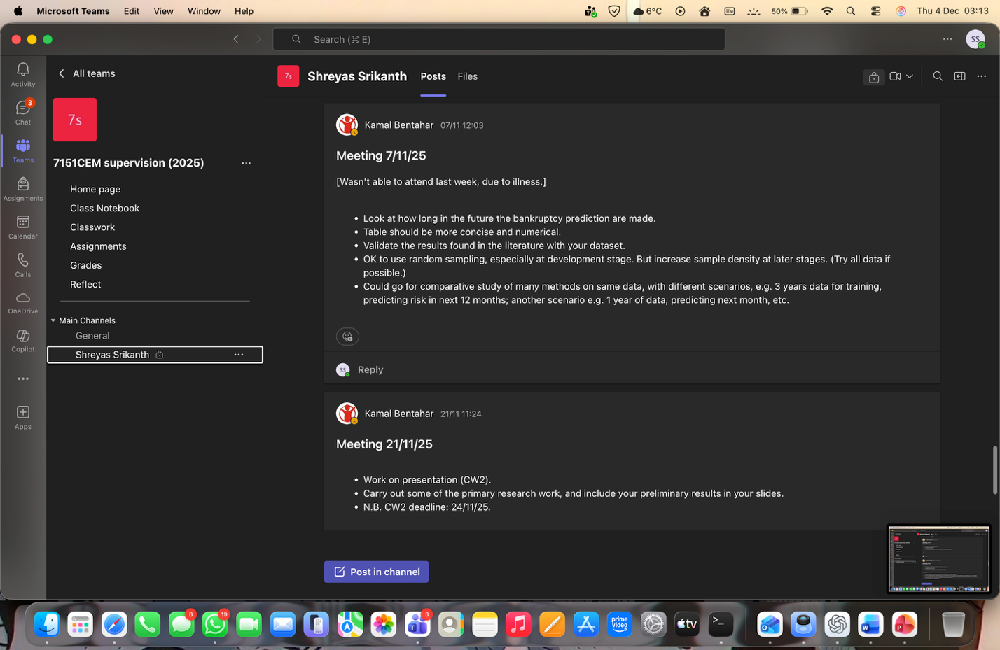 Microsoft Teams Edit View Window Help
6°C 50% Thu 4 Dec 03:13
Search (⌘ E)
SS
Activity
3
Chat
Teams
Assignments
Calendar
Calls
OneDrive
Copilot
Apps
All teams
7s
7151CEM supervision (2025)
Home page
Class Notebook
Classwork
Assignments
Grades
Reflect
Main Channels
General
Shreyas Srikanth
7s Shreyas Srikanth Posts Files
Kamal Bentahar 07/11 12:03
Meeting 7/11/25
[Wasn't able to attend last week, due to illness.]
• Look at how long in the future the bankruptcy prediction are made.
• Table should be more concise and numerical.
• Validate the results found in the literature with your dataset.
• OK to use random sampling, especially at development stage. But increase sample density at later stages. (Try all data if
possible.)
• Could go for comparative study of many methods on same data, with different scenarios, e.g. 3 years data for training,
predicting risk in next 12 months; another scenario e.g. 1 year of data, predicting next month, etc.
SS Reply
Kamal Bentahar 21/11 11:24
Meeting 21/11/25
• Work on presentation (CW2).
• Carry out some of the primary research work, and include your preliminary results in your slides.
• N.B. CW2 deadline: 24/11/25.
Post in channel
8 19 3
prime video
tv
>_
W
P